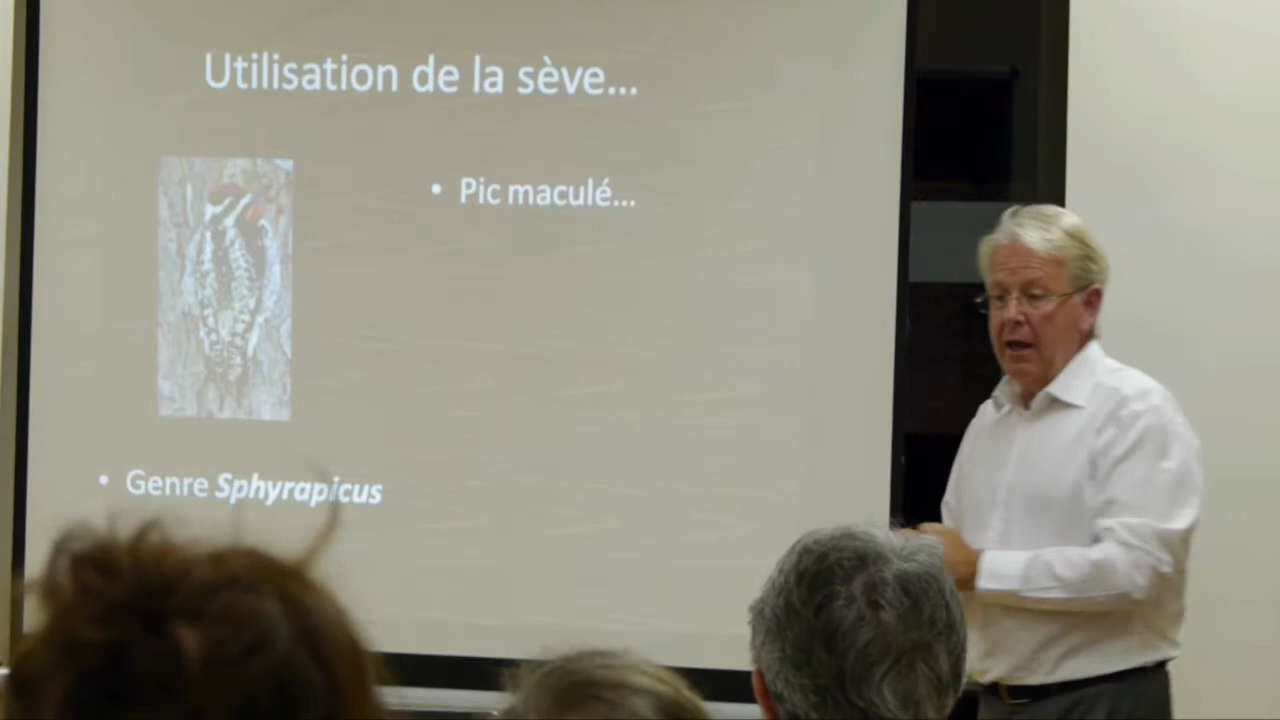 Utilisation de la sève...
• Pic maculé...
• Genre Sphyrapicus